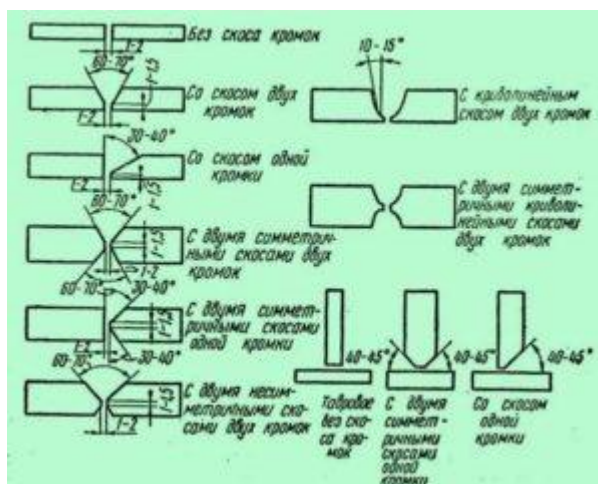 Без скоса кромок
1-2
60-70°
Со скосом двух
кромок
1-1,5
1-2
30-40°
Со скосом одной
кромки
1-2
1-1,5
60-70°
С двумя симметрич-
ными скосами двух
кромок
1-1,5
1-2
60-70°
30-40°
С двумя симмет-
ричными скосами
одной кромки
1-1,5
1-2
30-40°
60-70°
С двумя несим-
метричными ско-
сами двух кромок
1-1,5
1-2
10-15°
С криволинейным
скосом двух кромок
С двумя симмет-
ричными криволи-
нейными скосами
двух кромок
40-45°
40-45°
40-45°
Тавровое
без ско-
са кро-
мок
С двумя
симмет-
ричными
скосами
одной
кромки
Со скосом
одной
кромки